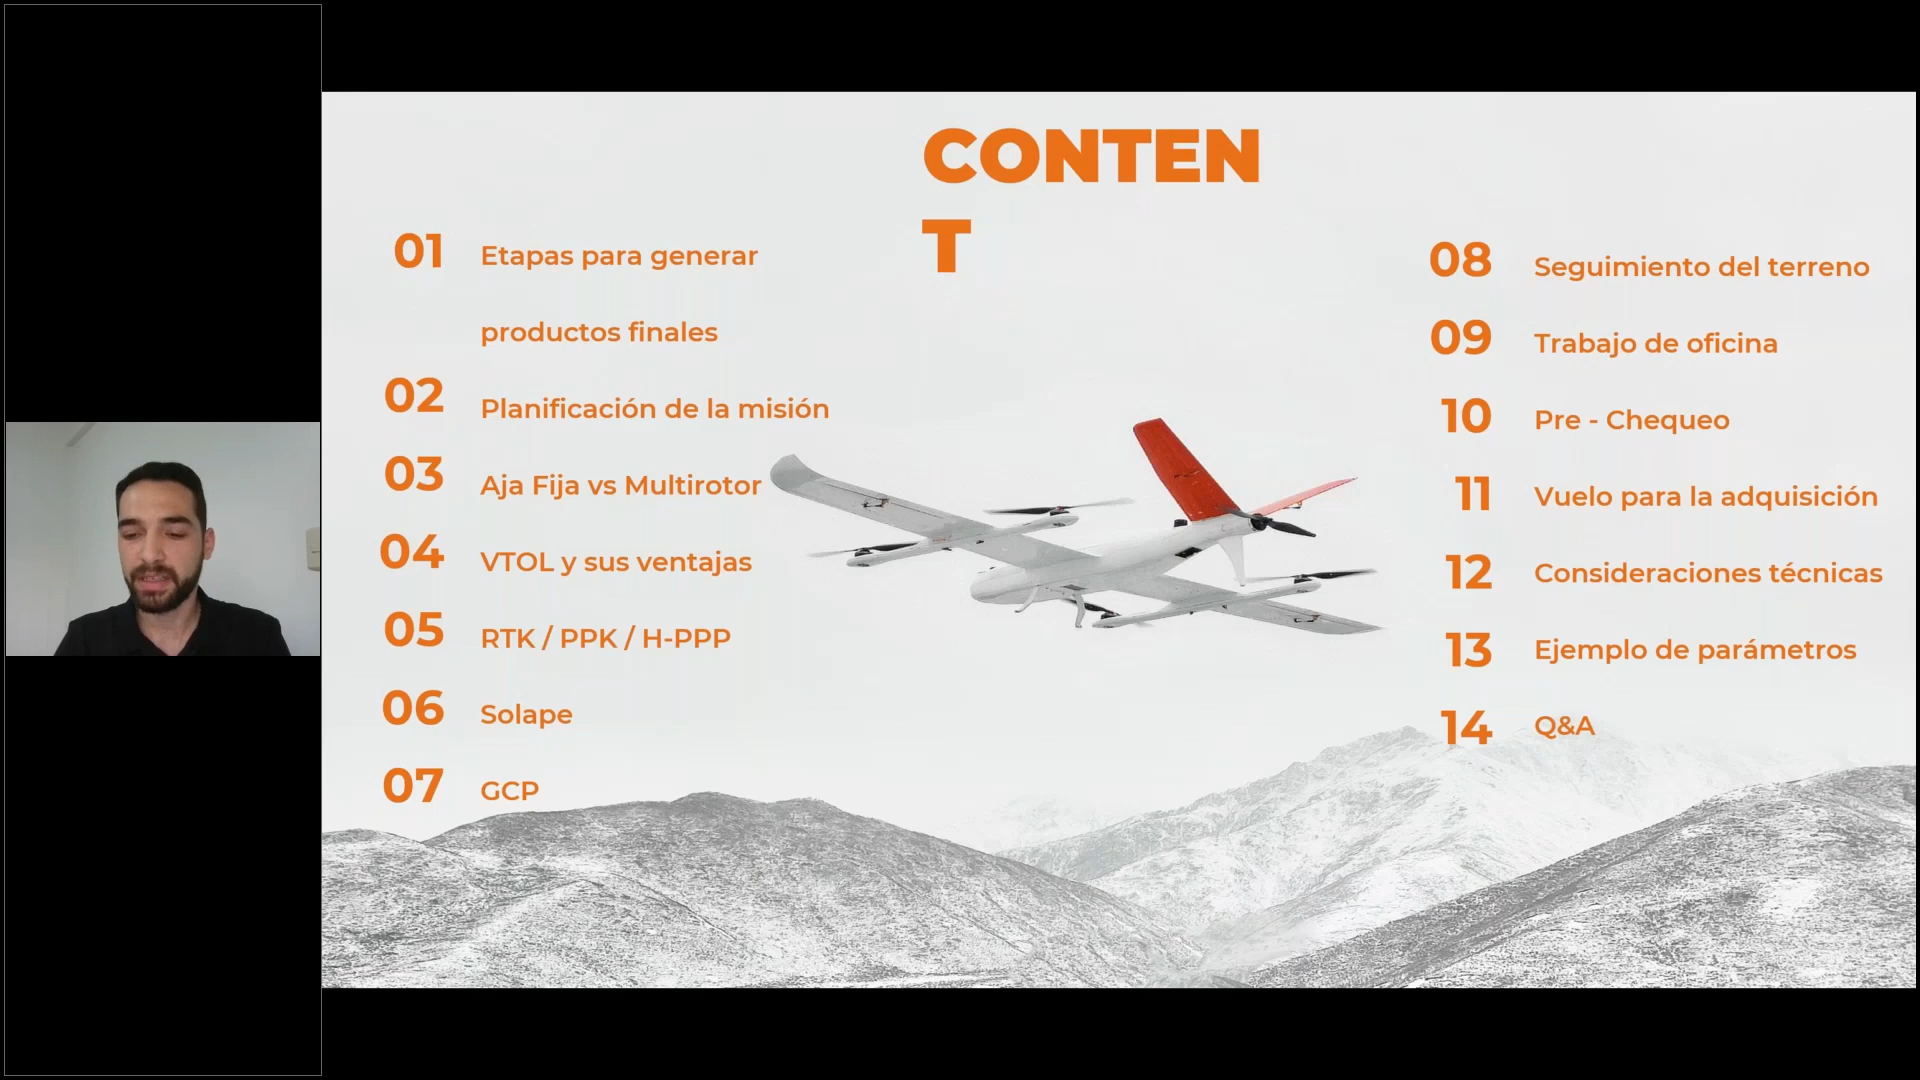 CONTEN
T
01 Etapas para generar
productos finales
02 Planificación de la misión
03 Aja Fija vs Multirotor
04 VTOL y sus ventajas
05 RTK / PPK / H-PPP
06 Solape
07 GCP
08 Seguimiento del terreno
09 Trabajo de oficina
10 Pre - Chequeo
11 Vuelo para la adquisición
12 Consideraciones técnicas
13 Ejemplo de parámetros
14 Q&A